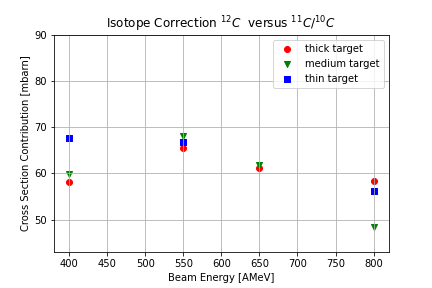 Isotope Correction ¹²C versus ¹¹C/¹⁰C
90
80
70
60
50
Cross Section Contribution [mbarn]
thick target
medium target
thin target
400 450 500 550 600 650 700 750 800
Beam Energy [AMeV]